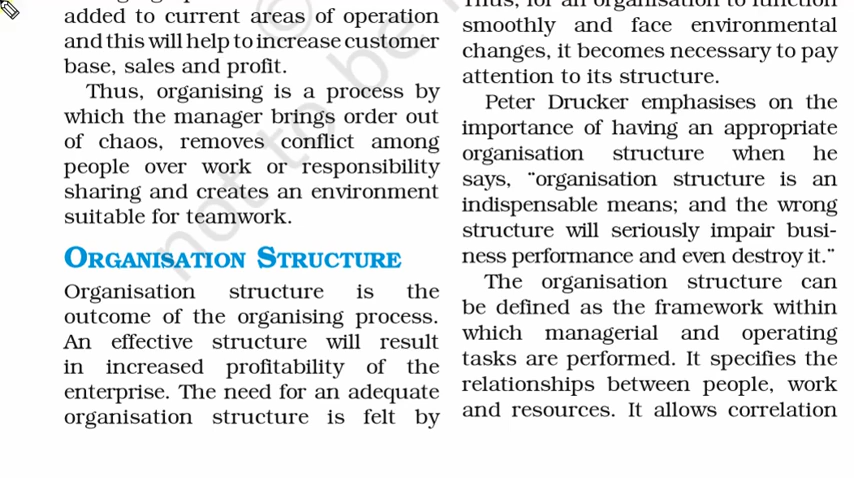 added to current areas of operation
and this will help to increase customer
base, sales and profit.
Thus, organising is a process by
which the manager brings order out
of chaos, removes conflict among
people over work or responsibility
sharing and creates an environment
suitable for teamwork.
ORGANISATION STRUCTURE
Organisation structure is the
outcome of the organising process.
An effective structure will result
in increased profitability of the
enterprise. The need for an adequate
organisation structure is felt by
smoothly and face environmental
changes, it becomes necessary to pay
attention to its structure.
Peter Drucker emphasises on the
importance of having an appropriate
organisation structure when he
says, "organisation structure is an
indispensable means; and the wrong
structure will seriously impair busi-
ness performance and even destroy it."
The organisation structure can
be defined as the framework within
which managerial and operating
tasks are performed. It specifies the
relationships between people, work
and resources. It allows correlation
not to be